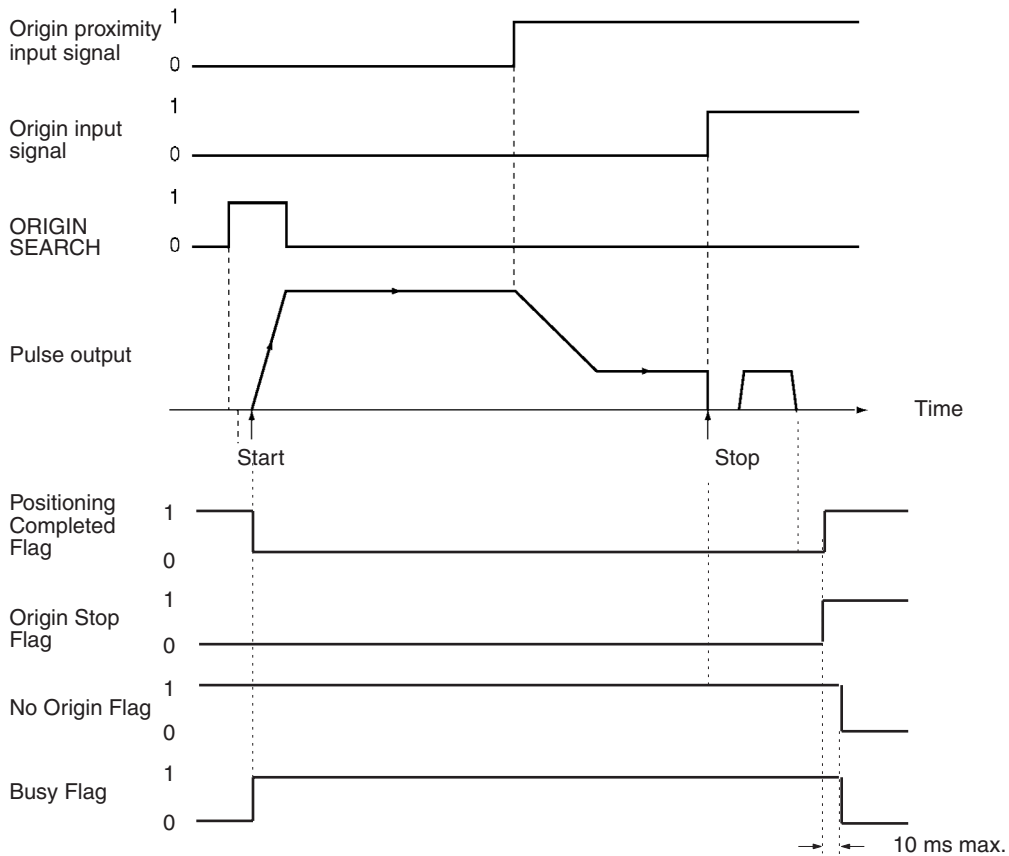 Origin proximity
input signal
1
0
Origin input
signal
1
0
ORIGIN
SEARCH
1
0
Pulse output
Time
Start
Stop
Positioning
Completed
Flag
1
0
Origin Stop
Flag
1
0
No Origin Flag
1
0
Busy Flag
1
0
10 ms max.